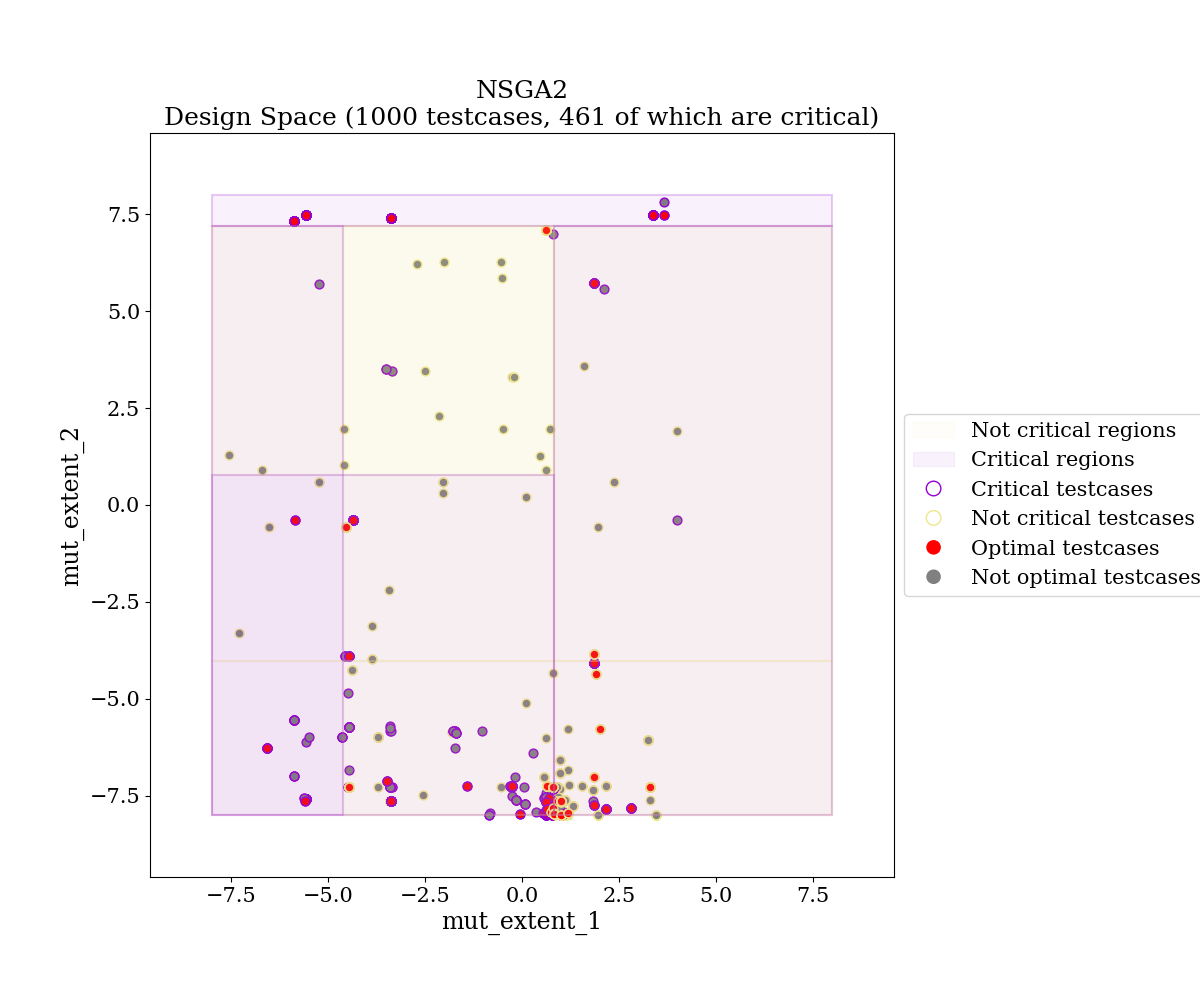 NSGA2
Design Space (1000 testcases, 461 of which are critical)
mut_extent_2
7.5
5.0
2.5
0.0
−2.5
−5.0
−7.5
−7.5
−5.0
−2.5
0.0
2.5
5.0
7.5
mut_extent_1
Not critical regions
Critical regions
Critical testcases
Not critical testcases
Optimal testcases
Not optimal testcases